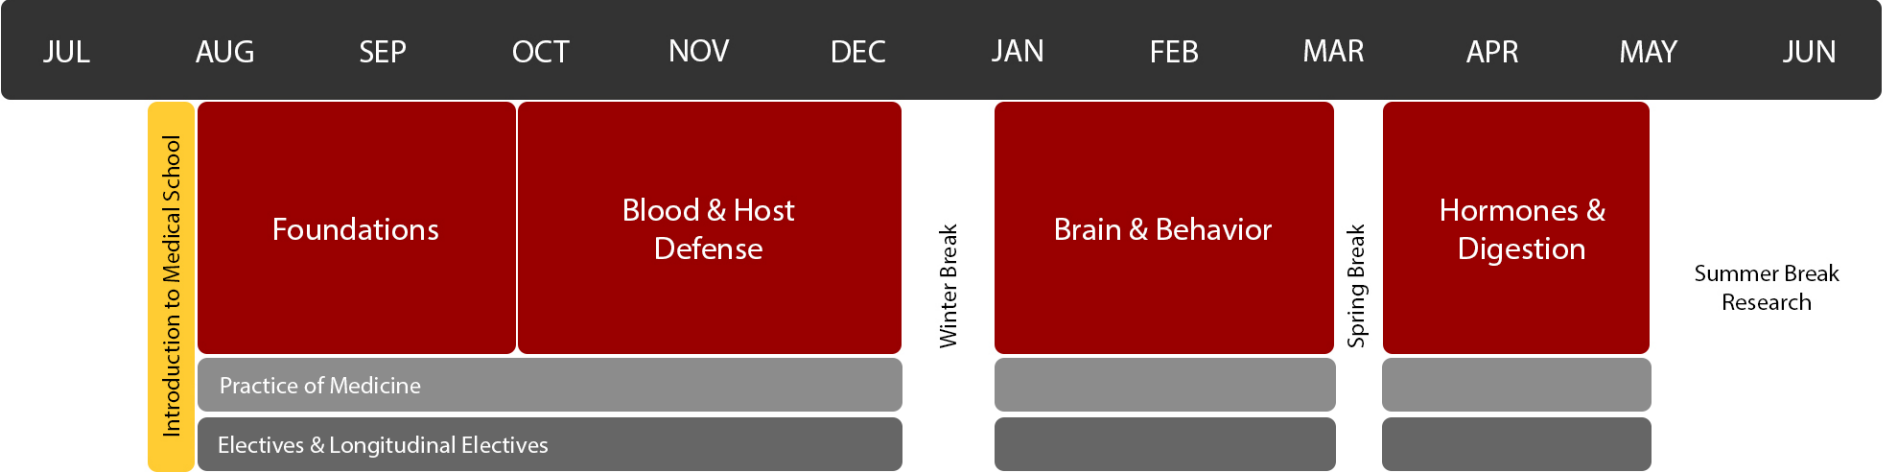 JUL AUG SEP OCT NOV DEC JAN FEB MAR APR MAY JUN
Introduction to Medical School
Foundations
Blood & Host
Defense
Winter Break
Brain & Behavior
Spring Break
Hormones &
Digestion
Summer Break
Research
Practice of Medicine
Electives & Longitudinal Electives